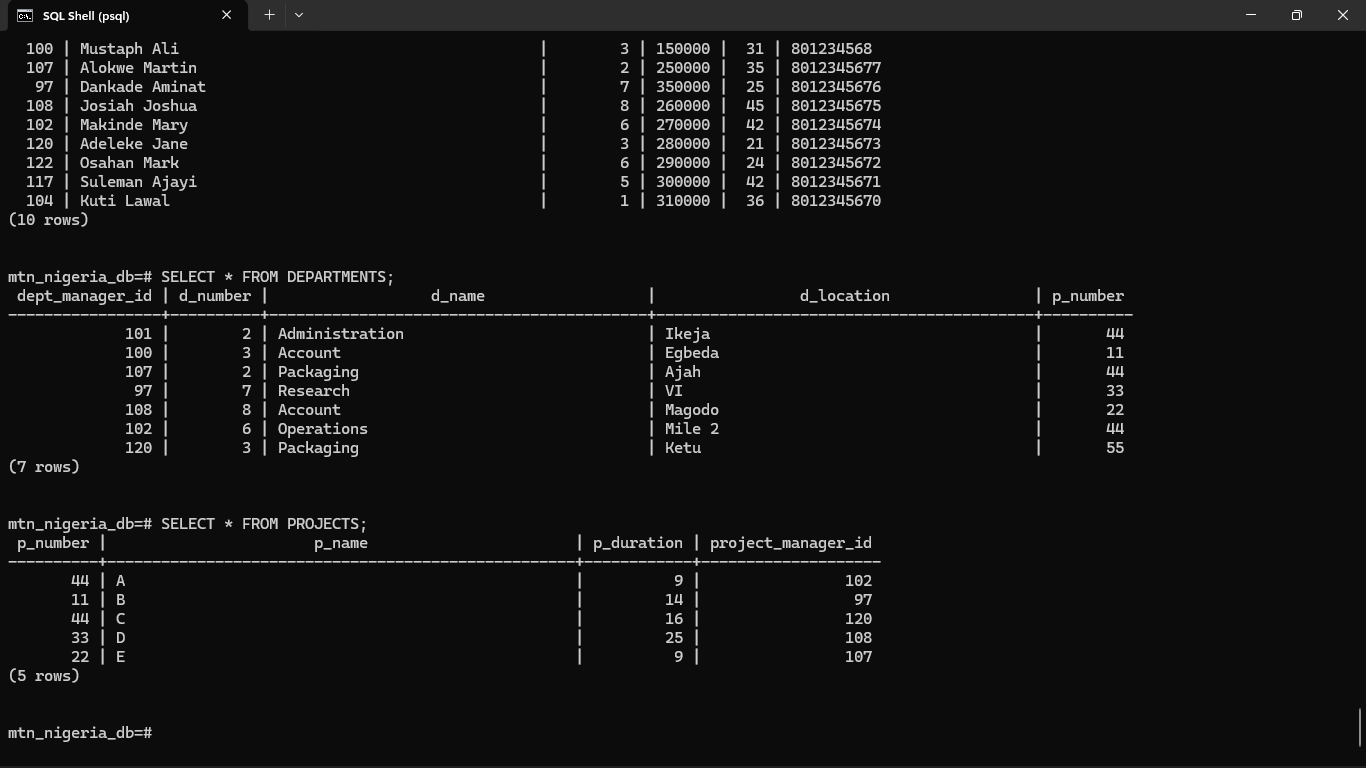 SQL Shell (psql)
100 | Mustaph Ali | 3 | 150000 | 31 | 801234568
107 | Alokwe Martin | 2 | 250000 | 35 | 8012345677
97 | Dankade Aminat | 7 | 350000 | 25 | 8012345676
108 | Josiah Joshua | 8 | 260000 | 45 | 8012345675
102 | Makinde Mary | 6 | 270000 | 42 | 8012345674
120 | Adeleke Jane | 3 | 280000 | 21 | 8012345673
122 | Osahan Mark | 6 | 290000 | 24 | 8012345672
117 | Suleman Ajayi | 5 | 300000 | 42 | 8012345671
104 | Kuti Lawal | 1 | 310000 | 36 | 8012345670
(10 rows)
mtn_nigeria_db=# SELECT * FROM DEPARTMENTS;
dept_manager_id | d_number | d_name | d_location | p_number
101 | 2 | Administration | Ikeja | 44
100 | 3 | Account | Egbeda | 11
107 | 2 | Packaging | Ajah | 44
97 | 7 | Research | VI | 33
108 | 8 | Account | Magodo | 22
102 | 6 | Operations | Mile 2 | 44
120 | 3 | Packaging | Ketu | 55
(7 rows)
mtn_nigeria_db=# SELECT * FROM PROJECTS;
p_number | p_name | p_duration | project_manager_id
44 | A | 9 | 102
11 | B | 14 | 97
44 | C | 16 | 120
33 | D | 25 | 108
22 | E | 9 | 107
(5 rows)
mtn_nigeria_db=#